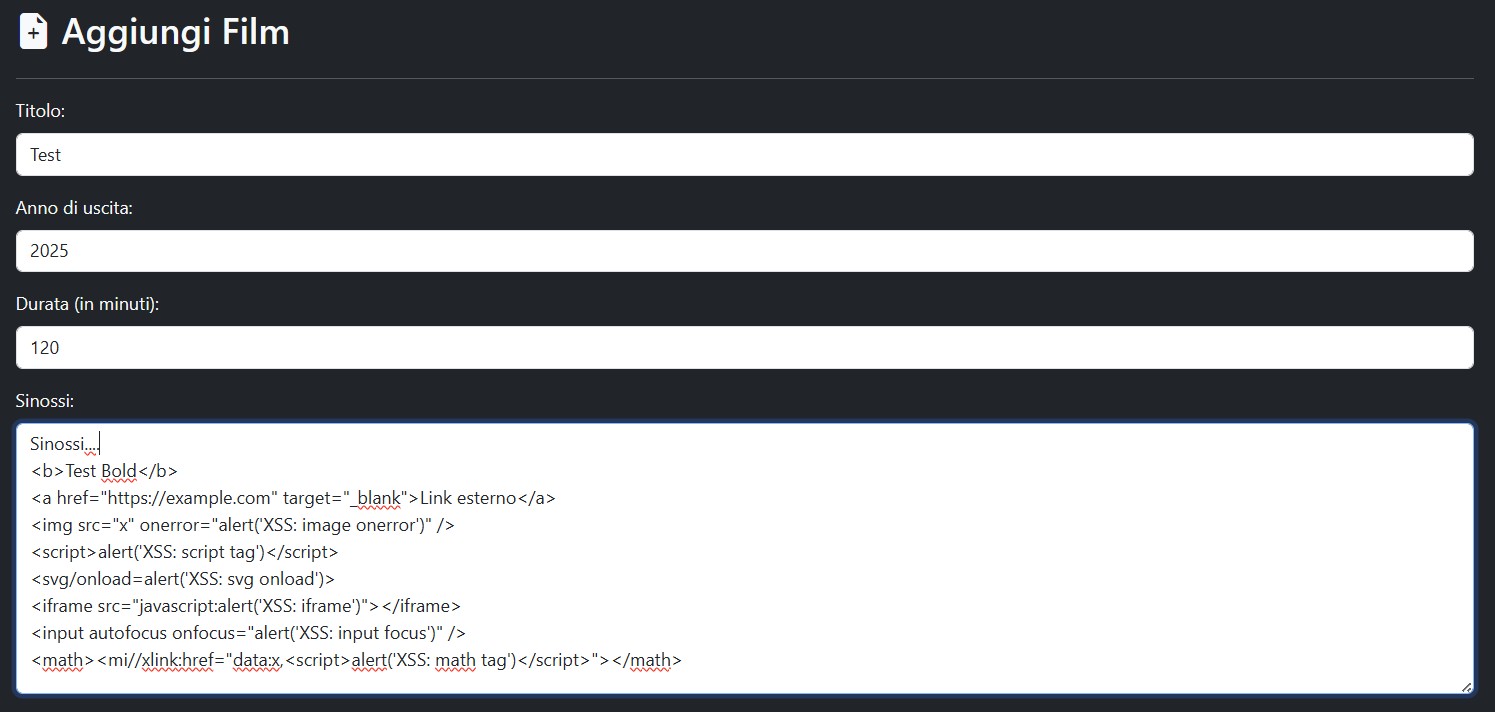 Aggiungi Film
Titolo:
Test
Anno di uscita:
2025
Durata (in minuti):
120
Sinossi:
Sinossi....
<b>Test Bold</b>
<a href="https://example.com" target="_blank">Link esterno</a>
<img src="x" onerror="alert('XSS: image onerror')" />
<script>alert('XSS: script tag')</script>
<svg/onload=alert('XSS: svg onload')>
<iframe src="javascript:alert('XSS: iframe')"></iframe>
<input autofocus onfocus="alert('XSS: input focus')" />
<math><mi//xlink:href="data:x,<script>alert('XSS: math tag')</script>"></math>